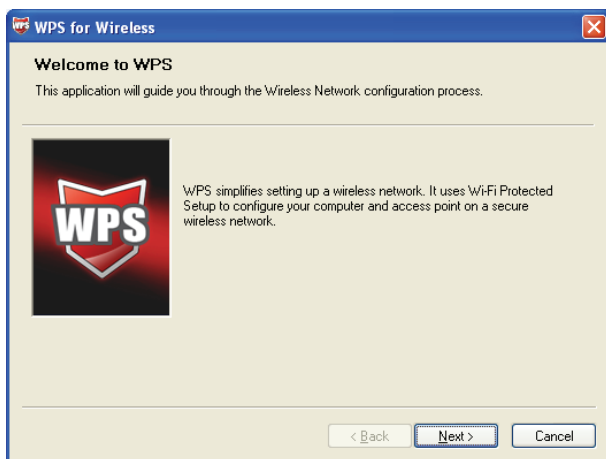 WPS for Wireless
Welcome to WPS
This application will guide you through the Wireless Network configuration process.
WPS
WPS simplifies setting up a wireless network. It uses Wi-Fi Protected
Setup to configure your computer and access point on a secure
wireless network.
< Back Next > Cancel